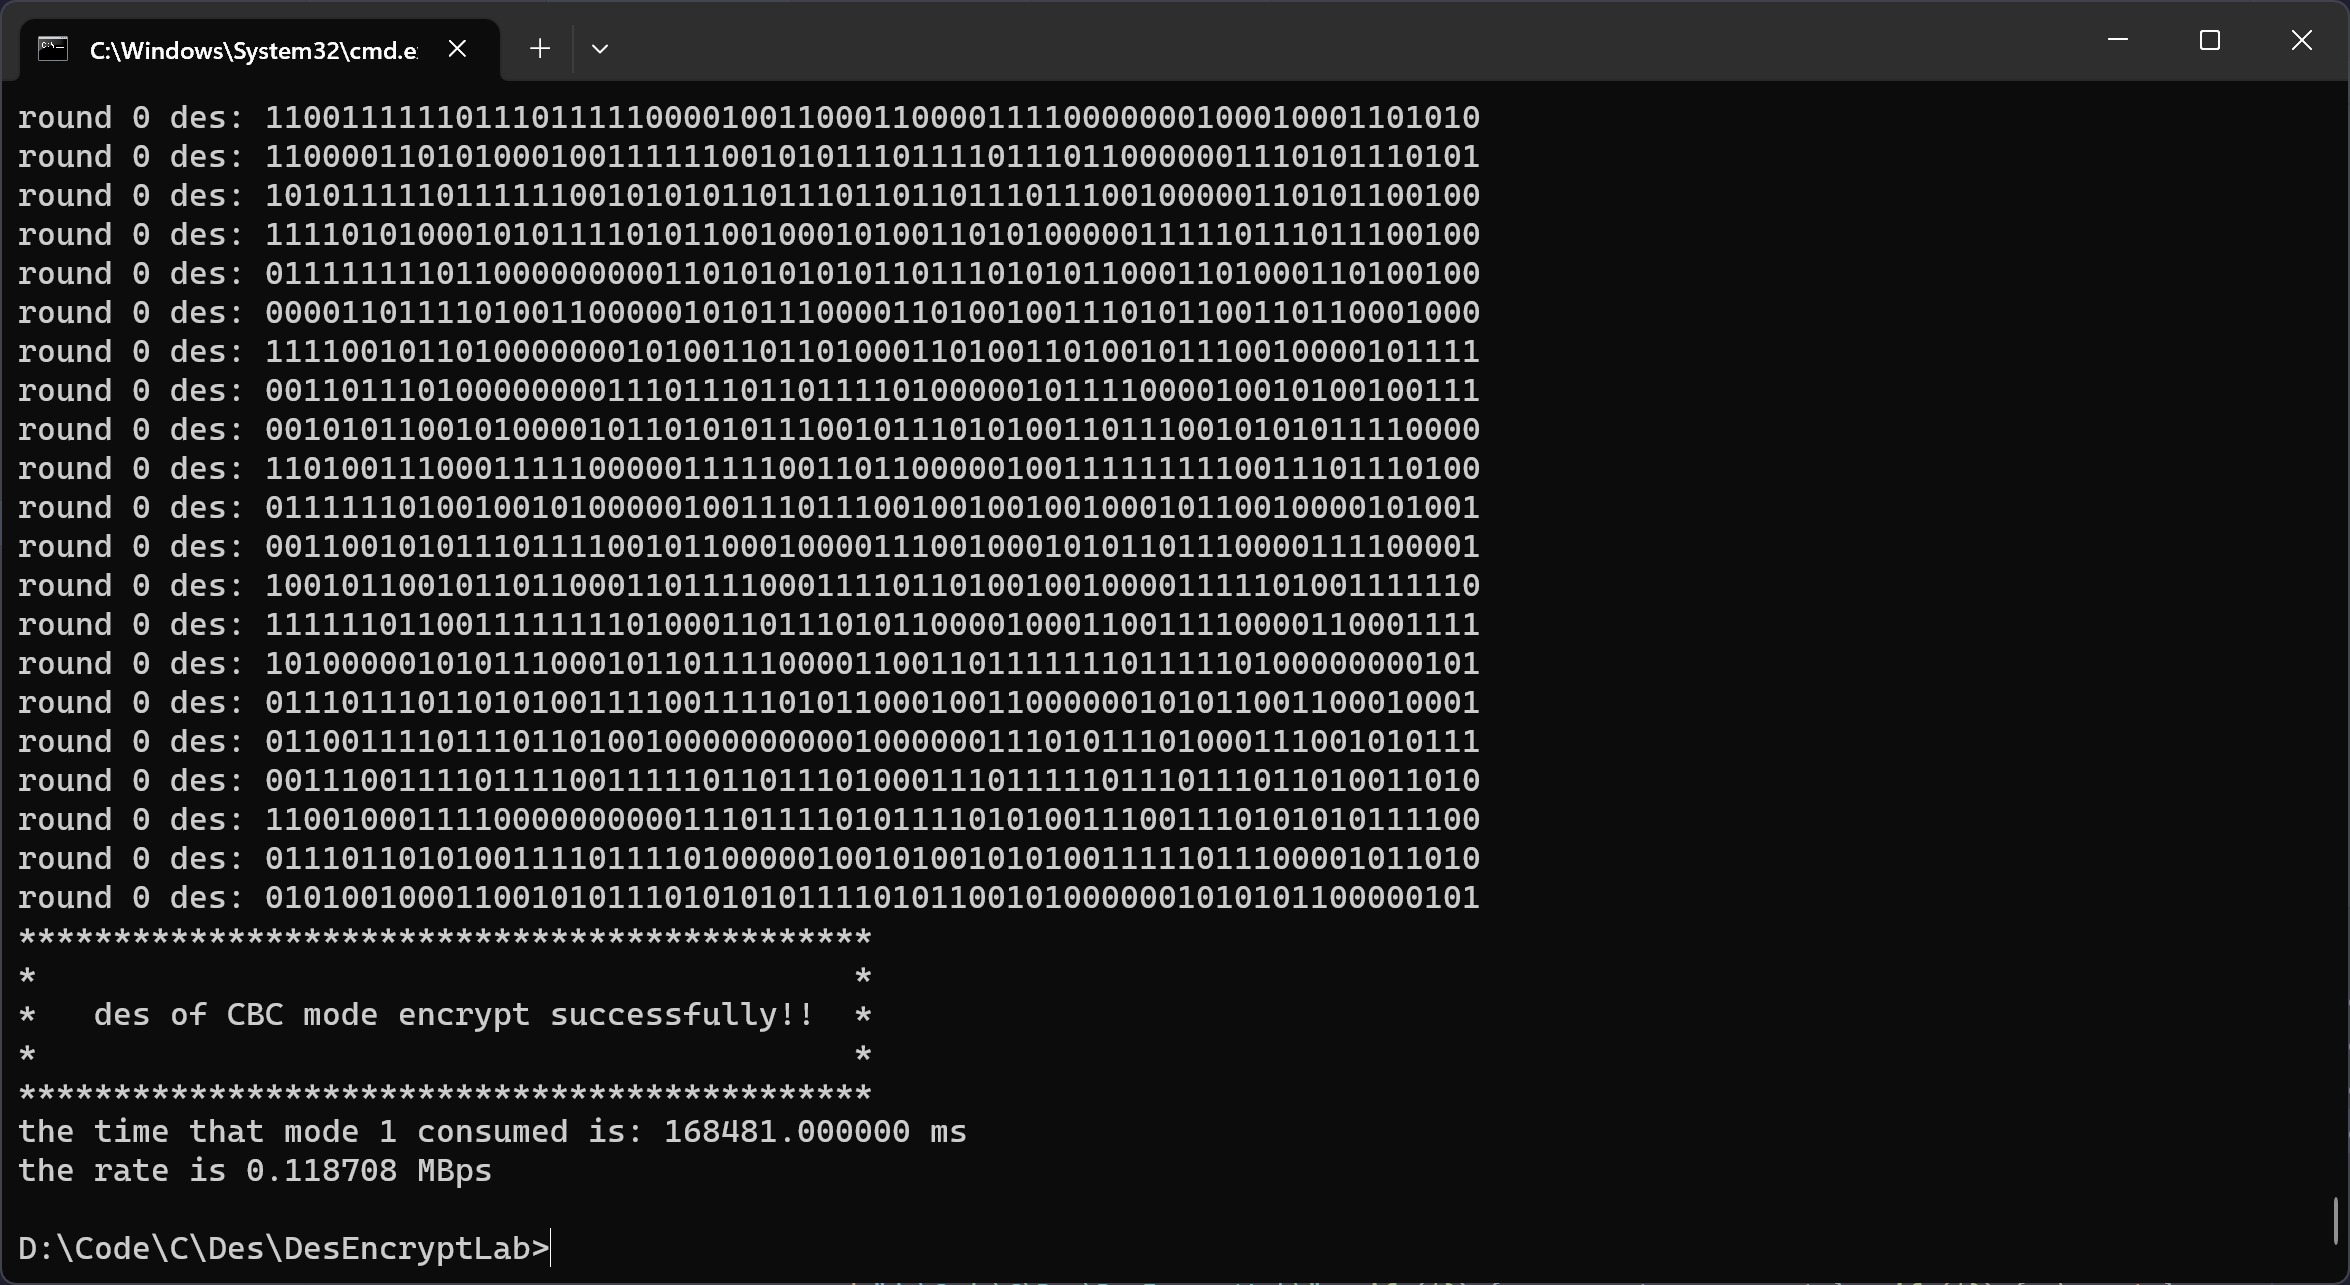 C:\Windows\System32\cmd.e
round 0 des: 1100111111011101111100001001100011000011110000000100010001101010
round 0 des: 1100001101010001001111110010101110111101110110000001110101110101
round 0 des: 1010111110111111001010101101110110110111011100100000110101100100
round 0 des: 1111010100010101111010110010001010011010100000111110111011100100
round 0 des: 0111111110110000000001101010101011011101010110001101000110100100
round 0 des: 0000110111101001100000101011100001101001001110101100110110001000
round 0 des: 1111001011010000000101001101101000110100110100101110010000101111
round 0 des: 0011011101000000001110111011011110100000101111000010010100100111
round 0 des: 0010101100101000010110101011100101110101001101110010101011110000
round 0 des: 1101001110001111100000111110011011000001001111111110011101110100
round 0 des: 0111111010010010100000100111011100100100100100010110010000101001
round 0 des: 0011001010111011110010110001000011100100010101101110000111100001
round 0 des: 1001011001011011000110111100011110110100100100001111101001111110
round 0 des: 1111110110011111111010001101110101100001000110011110000110001111
round 0 des: 1010000010101110001011011110000110011011111110111110100000000101
round 0 des: 0111011101101010011110011110101100010011000000101011001100010001
round 0 des: 0110011110111011010010000000000100000011101011101000111001010111
round 0 des: 0011100111101111001111101101110100011101111101110111011010011010
round 0 des: 1100100011110000000000111011110101111010100111001110101010111100
round 0 des: 0111011010100111101111010000010010100101010011111011100001011010
round 0 des: 0101001000110010101110101010111101011001010000001010101100000101
*********************************************
* *
* des of CBC mode encrypt successfully!! *
* *
*********************************************
the time that mode 1 consumed is: 168481.000000 ms
the rate is 0.118708 MBps
D:\Code\C\Des\DesEncryptLab>